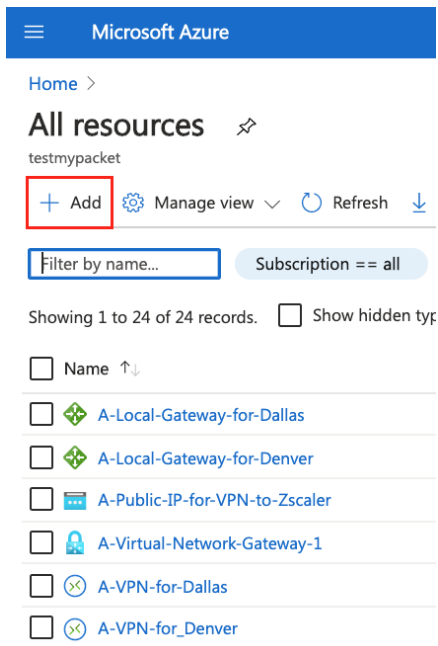 Microsoft Azure
Home >
All resources
testmypacket
+ Add Manage view Refresh
Filter by name... Subscription == all
Showing 1 to 24 of 24 records. Show hidden typ
Name ↑↓
A-Local-Gateway-for-Dallas
A-Local-Gateway-for-Denver
A-Public-IP-for-VPN-to-Zscaler
A-Virtual-Network-Gateway-1
A-VPN-for-Dallas
A-VPN-for_Denver